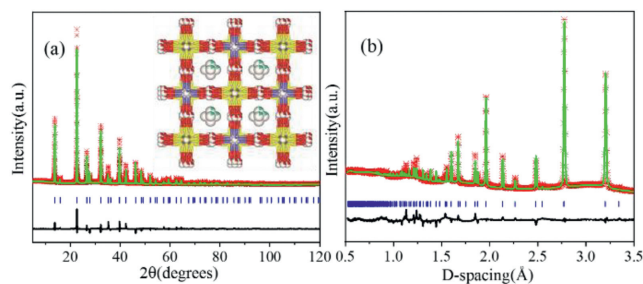 (a)
Intensity(a.u.)
20 40 60 80 100 120
2θ(degrees)
(b)
Intensity(a.u.)
0.5 1.0 1.5 2.0 2.5 3.0 3.5
D-spacing(Å)